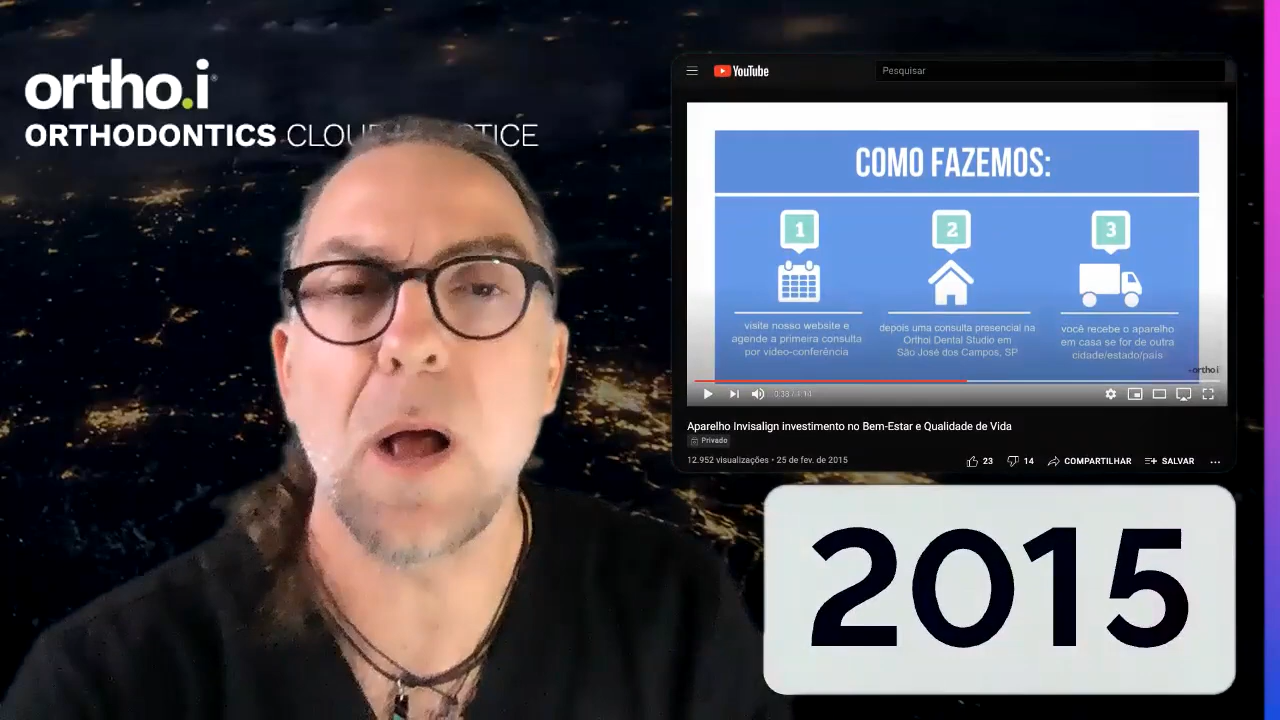 ortho.i
ORTHODONTICS CLOUD
YouTube
Pesquisar
COMO FAZEMOS:
1
2
3
visite nosso website e
agende a primeira consulta
por vídeo-conferência
depois uma consulta presencial na
Orthoi Dental Studio em
São José dos Campos, SP
você recebe o aparelho
em casa se for de outra
cidade/estado/país
ortho.i
Aparelho Invisalign investimento no Bem-Estar e Qualidade de Vida
Privado
12.952 visualizações • 25 de fev. de 2015
23
14
COMPARTILHAR
SALVAR
2015